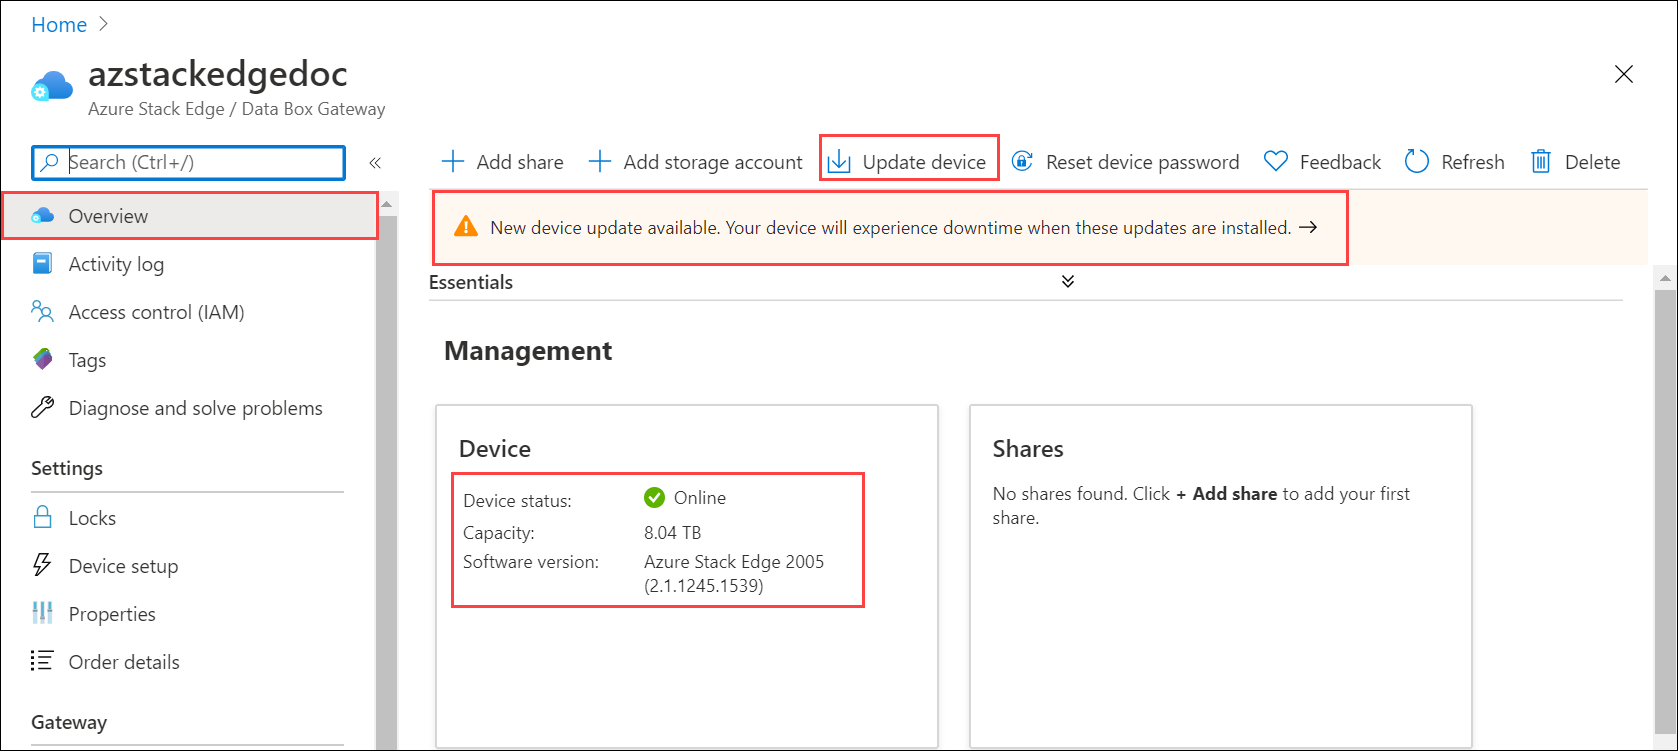 Home
azstackedgedoc
Azure Stack Edge / Data Box Gateway
Search (Ctrl+/)
Add share
Add storage account
Update device
Reset device password
Feedback
Refresh
Delete
Overview
Activity log
Access control (IAM)
Tags
Diagnose and solve problems
Settings
Locks
Device setup
Properties
Order details
Gateway
New device update available. Your device will experience downtime when these updates are installed. →
Essentials
Management
Device
Device status: Online
Capacity: 8.04 TB
Software version: Azure Stack Edge 2005
(2.1.1245.1539)
Shares
No shares found. Click + Add share to add your first
share.